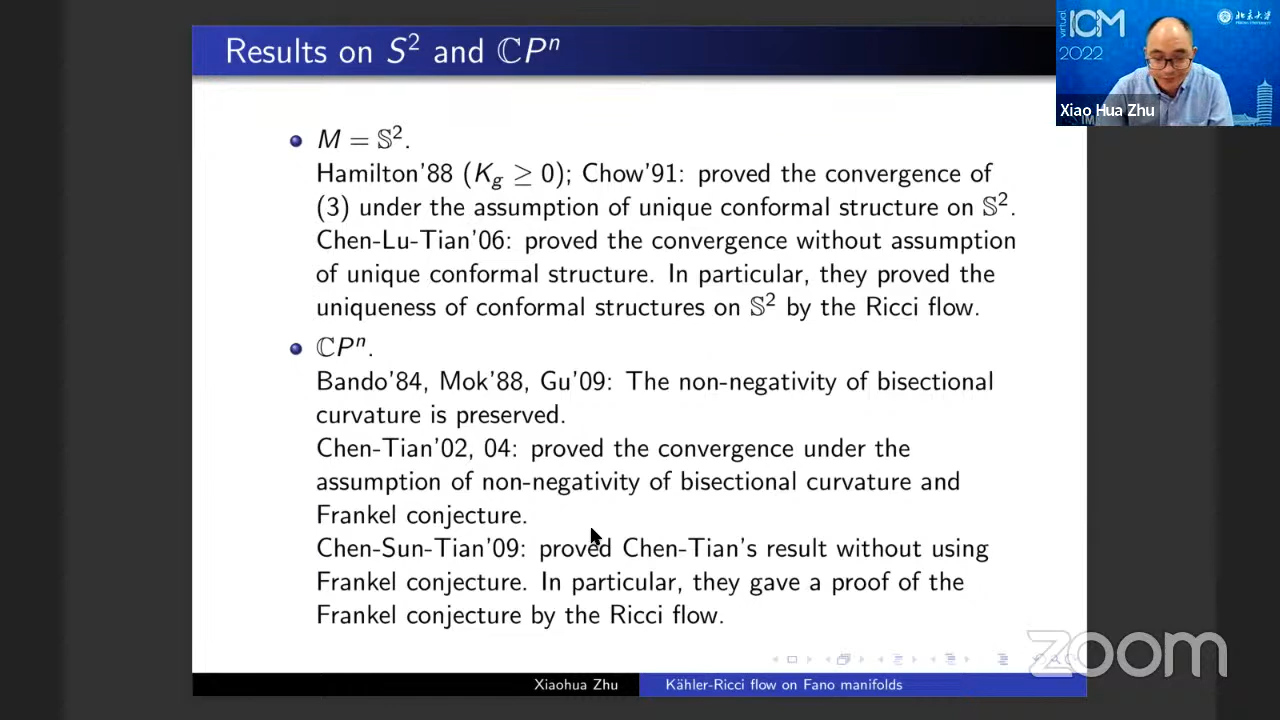 Results on S² and ℂPⁿ
M = 𝕊².
Hamilton'88 (K_g ≥ 0); Chow'91: proved the convergence of
(3) under the assumption of unique conformal structure on 𝕊².
Chen-Lu-Tian'06: proved the convergence without assumption
of unique conformal structure. In particular, they proved the
uniqueness of conformal structures on 𝕊² by the Ricci flow.
ℂPⁿ.
Bando'84, Mok'88, Gu'09: The non-negativity of bisectional
curvature is preserved.
Chen-Tian'02, 04: proved the convergence under the
assumption of non-negativity of bisectional curvature and
Frankel conjecture.
Chen-Sun-Tian'09: proved Chen-Tian's result without using
Frankel conjecture. In particular, they gave a proof of the
Frankel conjecture by the Ricci flow.
Xiaohua Zhu
Kähler-Ricci flow on Fano manifolds
virtual
ICM
2022
北京大学
Xiao Hua Zhu
zoom